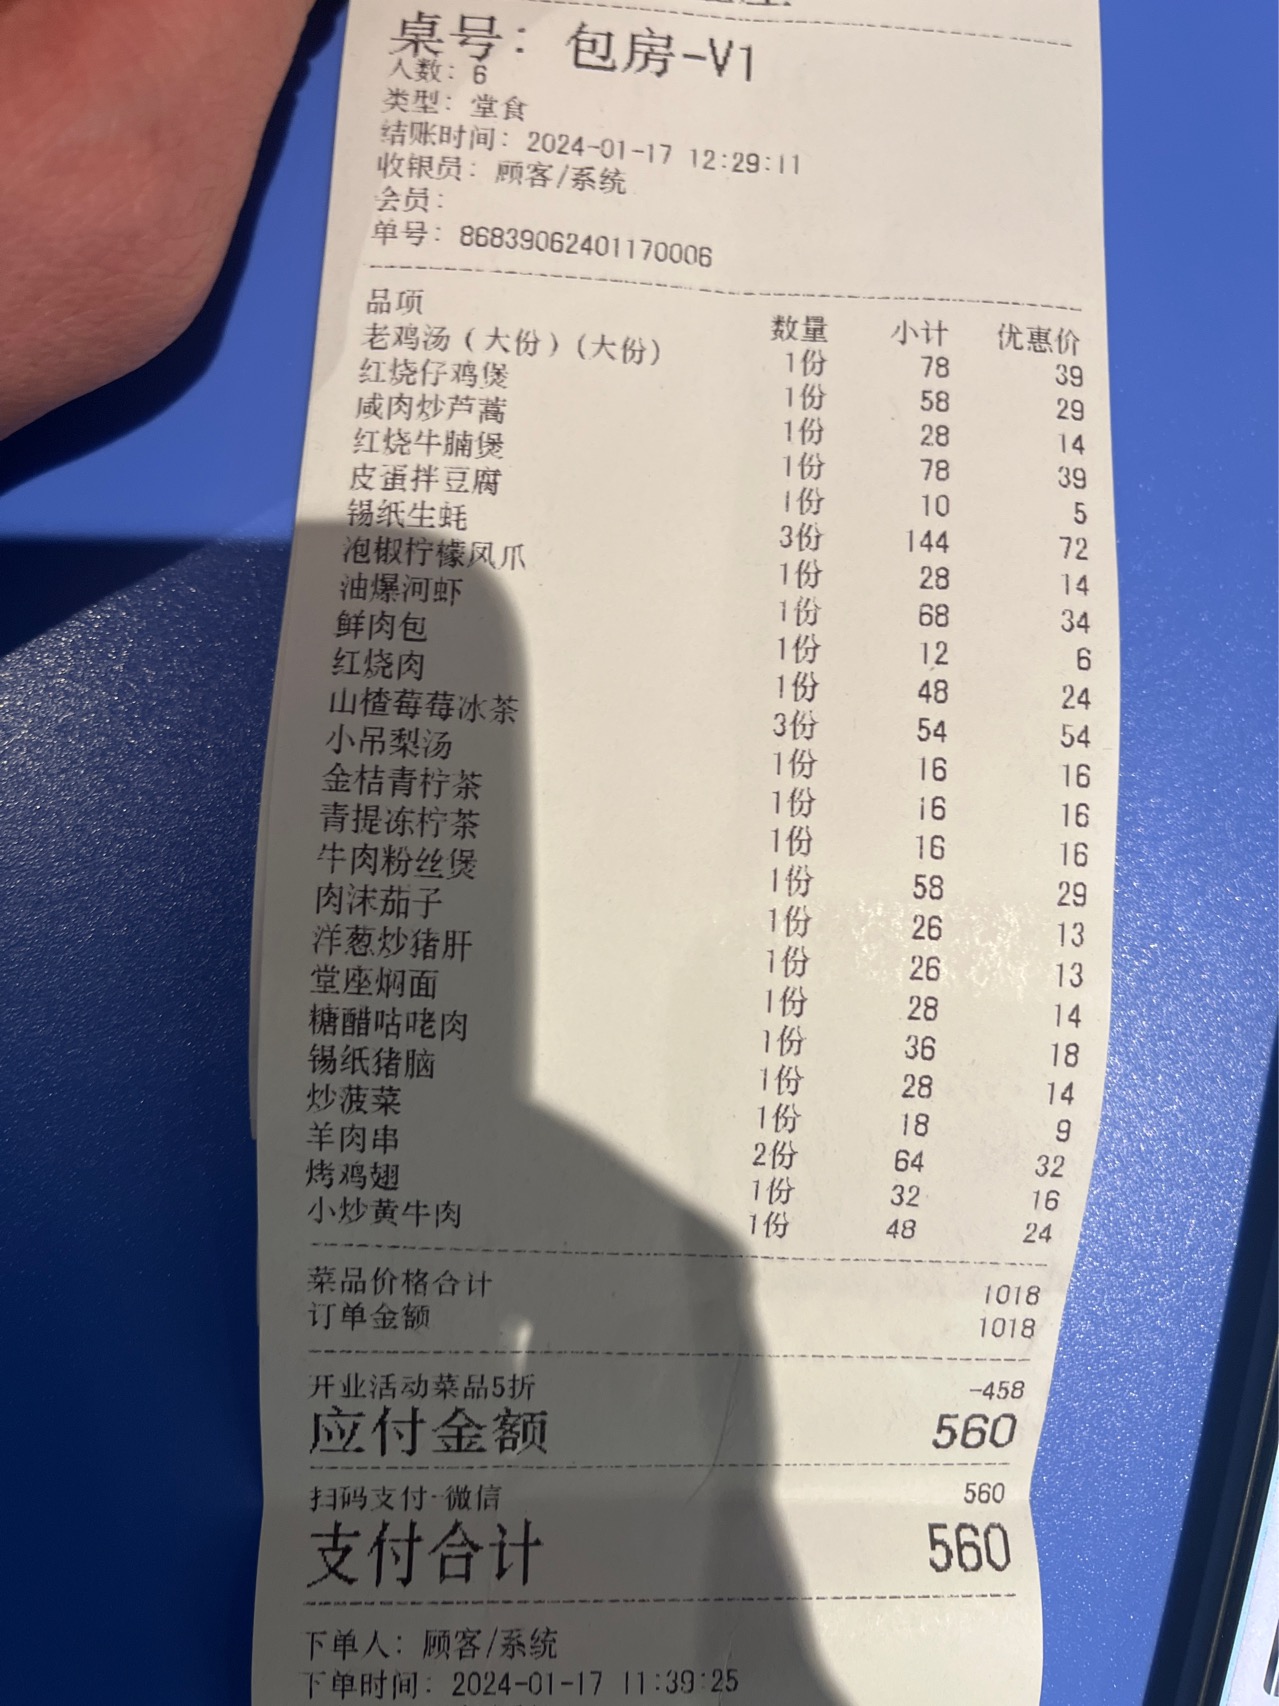 桌号： 包房-V1
人数：6
类型：堂食
结账时间：2024-01-17 12:29:11
收银员：顾客/系统
会员：
单号：86839062401170006
品项 数量 小计 优惠价
老鸡汤（大份）(大份) 1份 78 39
红烧仔鸡煲 1份 58 29
咸肉炒芦蒿 1份 28 14
红烧牛腩煲 1份 78 39
皮蛋拌豆腐 1份 10 5
锡纸生蚝 3份 144 72
泡椒柠檬凤爪 1份 28 14
油爆河虾 1份 68 34
鲜肉包 1份 12 6
红烧肉 1份 48 24
山楂莓莓冰茶 3份 54 54
小吊梨汤 1份 16 16
金桔青柠茶 1份 16 16
青提冻柠茶 1份 16 16
牛肉粉丝煲 1份 58 29
肉沫茄子 1份 26 13
洋葱炒猪肝 1份 26 13
堂座焖面 1份 28 14
糖醋咕咾肉 1份 36 18
锡纸猪脑 1份 28 14
炒菠菜 1份 18 9
羊肉串 2份 64 32
烤鸡翅 1份 32 16
小炒黄牛肉 1份 48 24
菜品价格合计 1018
订单金额 1018
开业活动菜品5折 -458
应付金额 560
扫码支付-微信 560
支付合计 560
下单人：顾客/系统
下单时间：2024-01-17 11:39:25